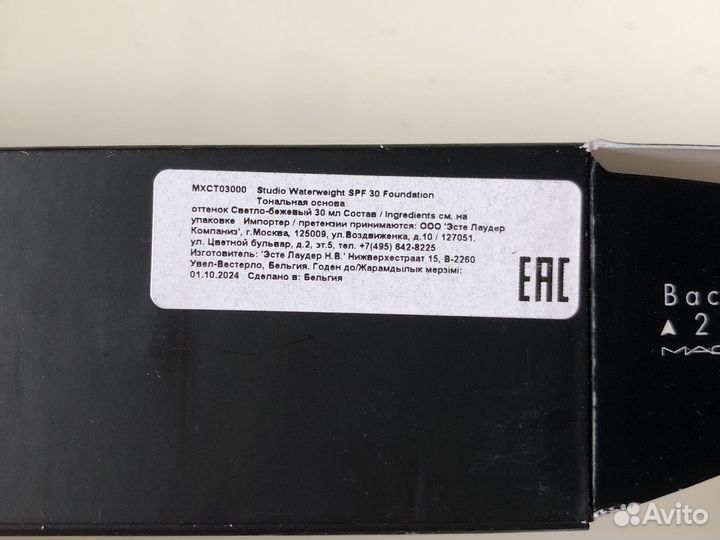 MXCT03000 Studio Waterweight SPF 30 Foundation
Тональная основа
оттенок Светло-бежевый 30 мл Состав / Ingredients см. на
упаковке Импортер / претензии принимаются: ООО 'Эсте Лаудер
Компаниз', г.Москва, 125009, ул.Воздвиженка, д.10 / 127051,
ул. Цветной бульвар, д.2, эт.5, тел. +7(495) 642-8225
Изготовитель: 'Эсте Лаудер Н.В.' Нижверхестраат 15, B-2260
Увел-Вестерло, Бельгия. Годен до/Жарамдылык мерзімі:
01.10.2024 Сделано в: Бельгия
EAC
Bac
▲ 2
MAC
Avito